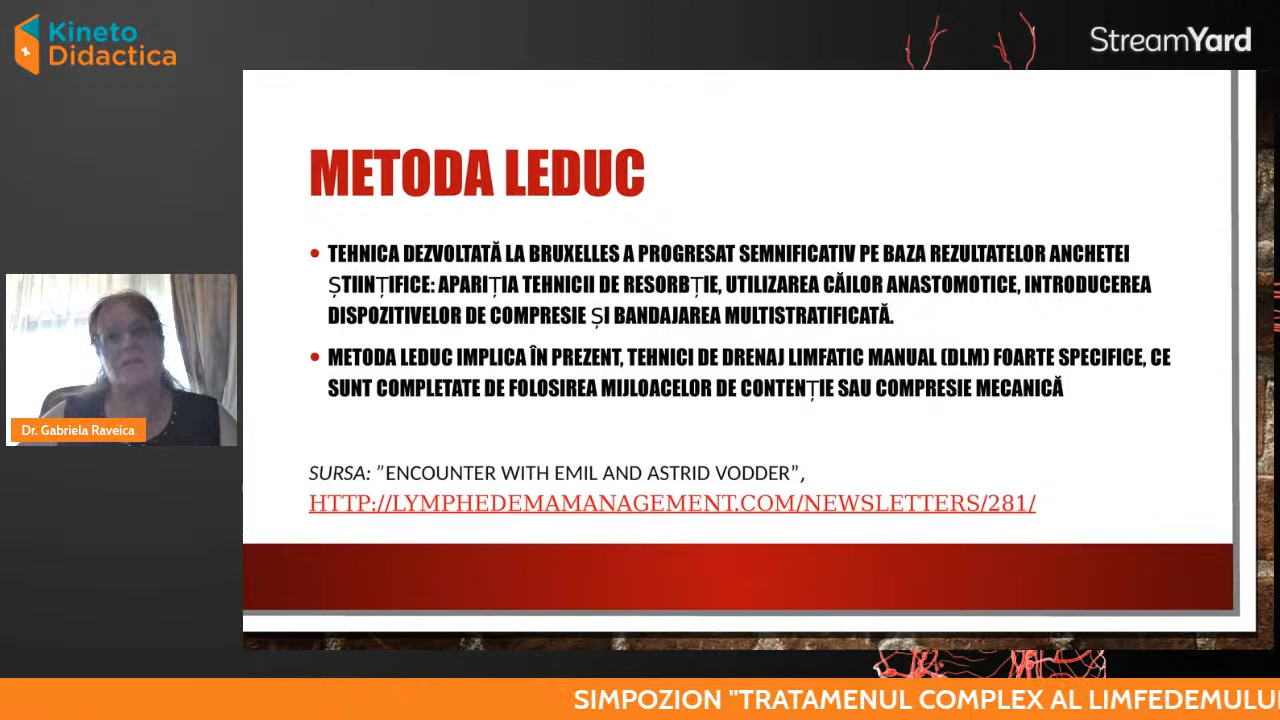 Kineto
Didactica
StreamYard
METODA LEDUC
• TEHNICA DEZVOLTATĂ LA BRUXELLES A PROGRESAT SEMNIFICATIV PE BAZA REZULTATELOR ANCHETEI
ȘTIINȚIFICE: APARIȚIA TEHNICII DE RESORBȚIE, UTILIZAREA CĂILOR ANASTOMOTICE, INTRODUCEREA
DISPOZITIVELOR DE COMPRESIE ȘI BANDAJAREA MULTISTRATIFICATĂ.
• METODA LEDUC IMPLICA ÎN PREZENT, TEHNICI DE DRENAJ LIMFATIC MANUAL (DLM) FOARTE SPECIFICE, CE
SUNT COMPLETATE DE FOLOSIREA MIJLOACELOR DE CONTENȚIE SAU COMPRESIE MECANICĂ
SURSA: ”ENCOUNTER WITH EMIL AND ASTRID VODDER”,
HTTP://LYMPHEDEMAMANAGEMENT.COM/NEWSLETTERS/281/
Dr. Gabriela Raveica
SIMPOZION "TRATAMENUL COMPLEX AL LIMFEDEMULUI